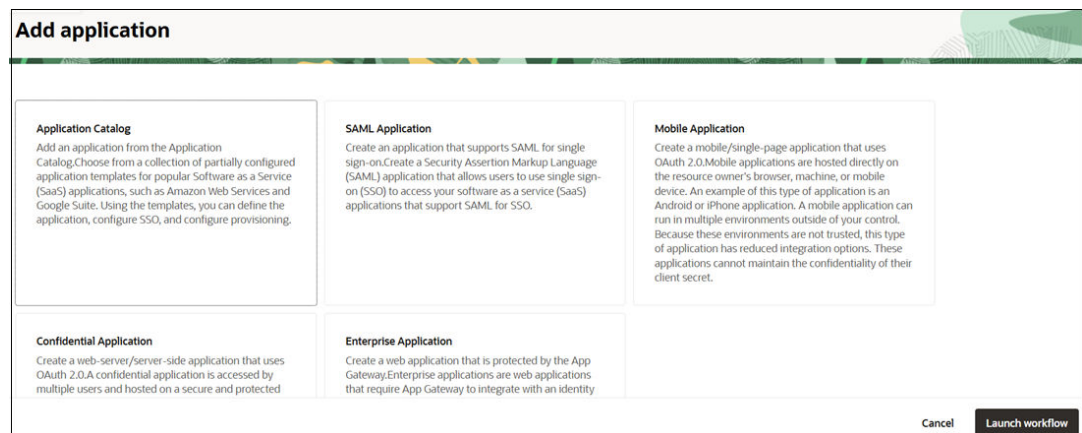 Add application
Application Catalog
Add an application from the Application
Catalog.Choose from a collection of partially configured
application templates for popular Software as a Service
(SaaS) applications, such as Amazon Web Services and
Google Suite. Using the templates, you can define the
application, configure SSO, and configure provisioning.
SAML Application
Create an application that supports SAML for single
sign-on.Create a Security Assertion Markup Language
(SAML) application that allows users to use single sign-
on (SSO) to access your software as a service (SaaS)
applications that support SAML for SSO.
Mobile Application
Create a mobile/single-page application that uses
OAuth 2.0.Mobile applications are hosted directly on
the resource owner's browser, machine, or mobile
device. An example of this type of application is an
Android or iPhone application. A mobile application can
run in multiple environments outside of your control.
Because these environments are not trusted, this type
of application has reduced integration options. These
applications cannot maintain the confidentiality of their
client secret.
Confidential Application
Create a web-server/server-side application that uses
OAuth 2.0.A confidential application is accessed by
multiple users and hosted on a secure and protected
Enterprise Application
Create a web application that is protected by the App
Gateway.Enterprise applications are web applications
that require App Gateway to integrate with an identity
Cancel
Launch workflow